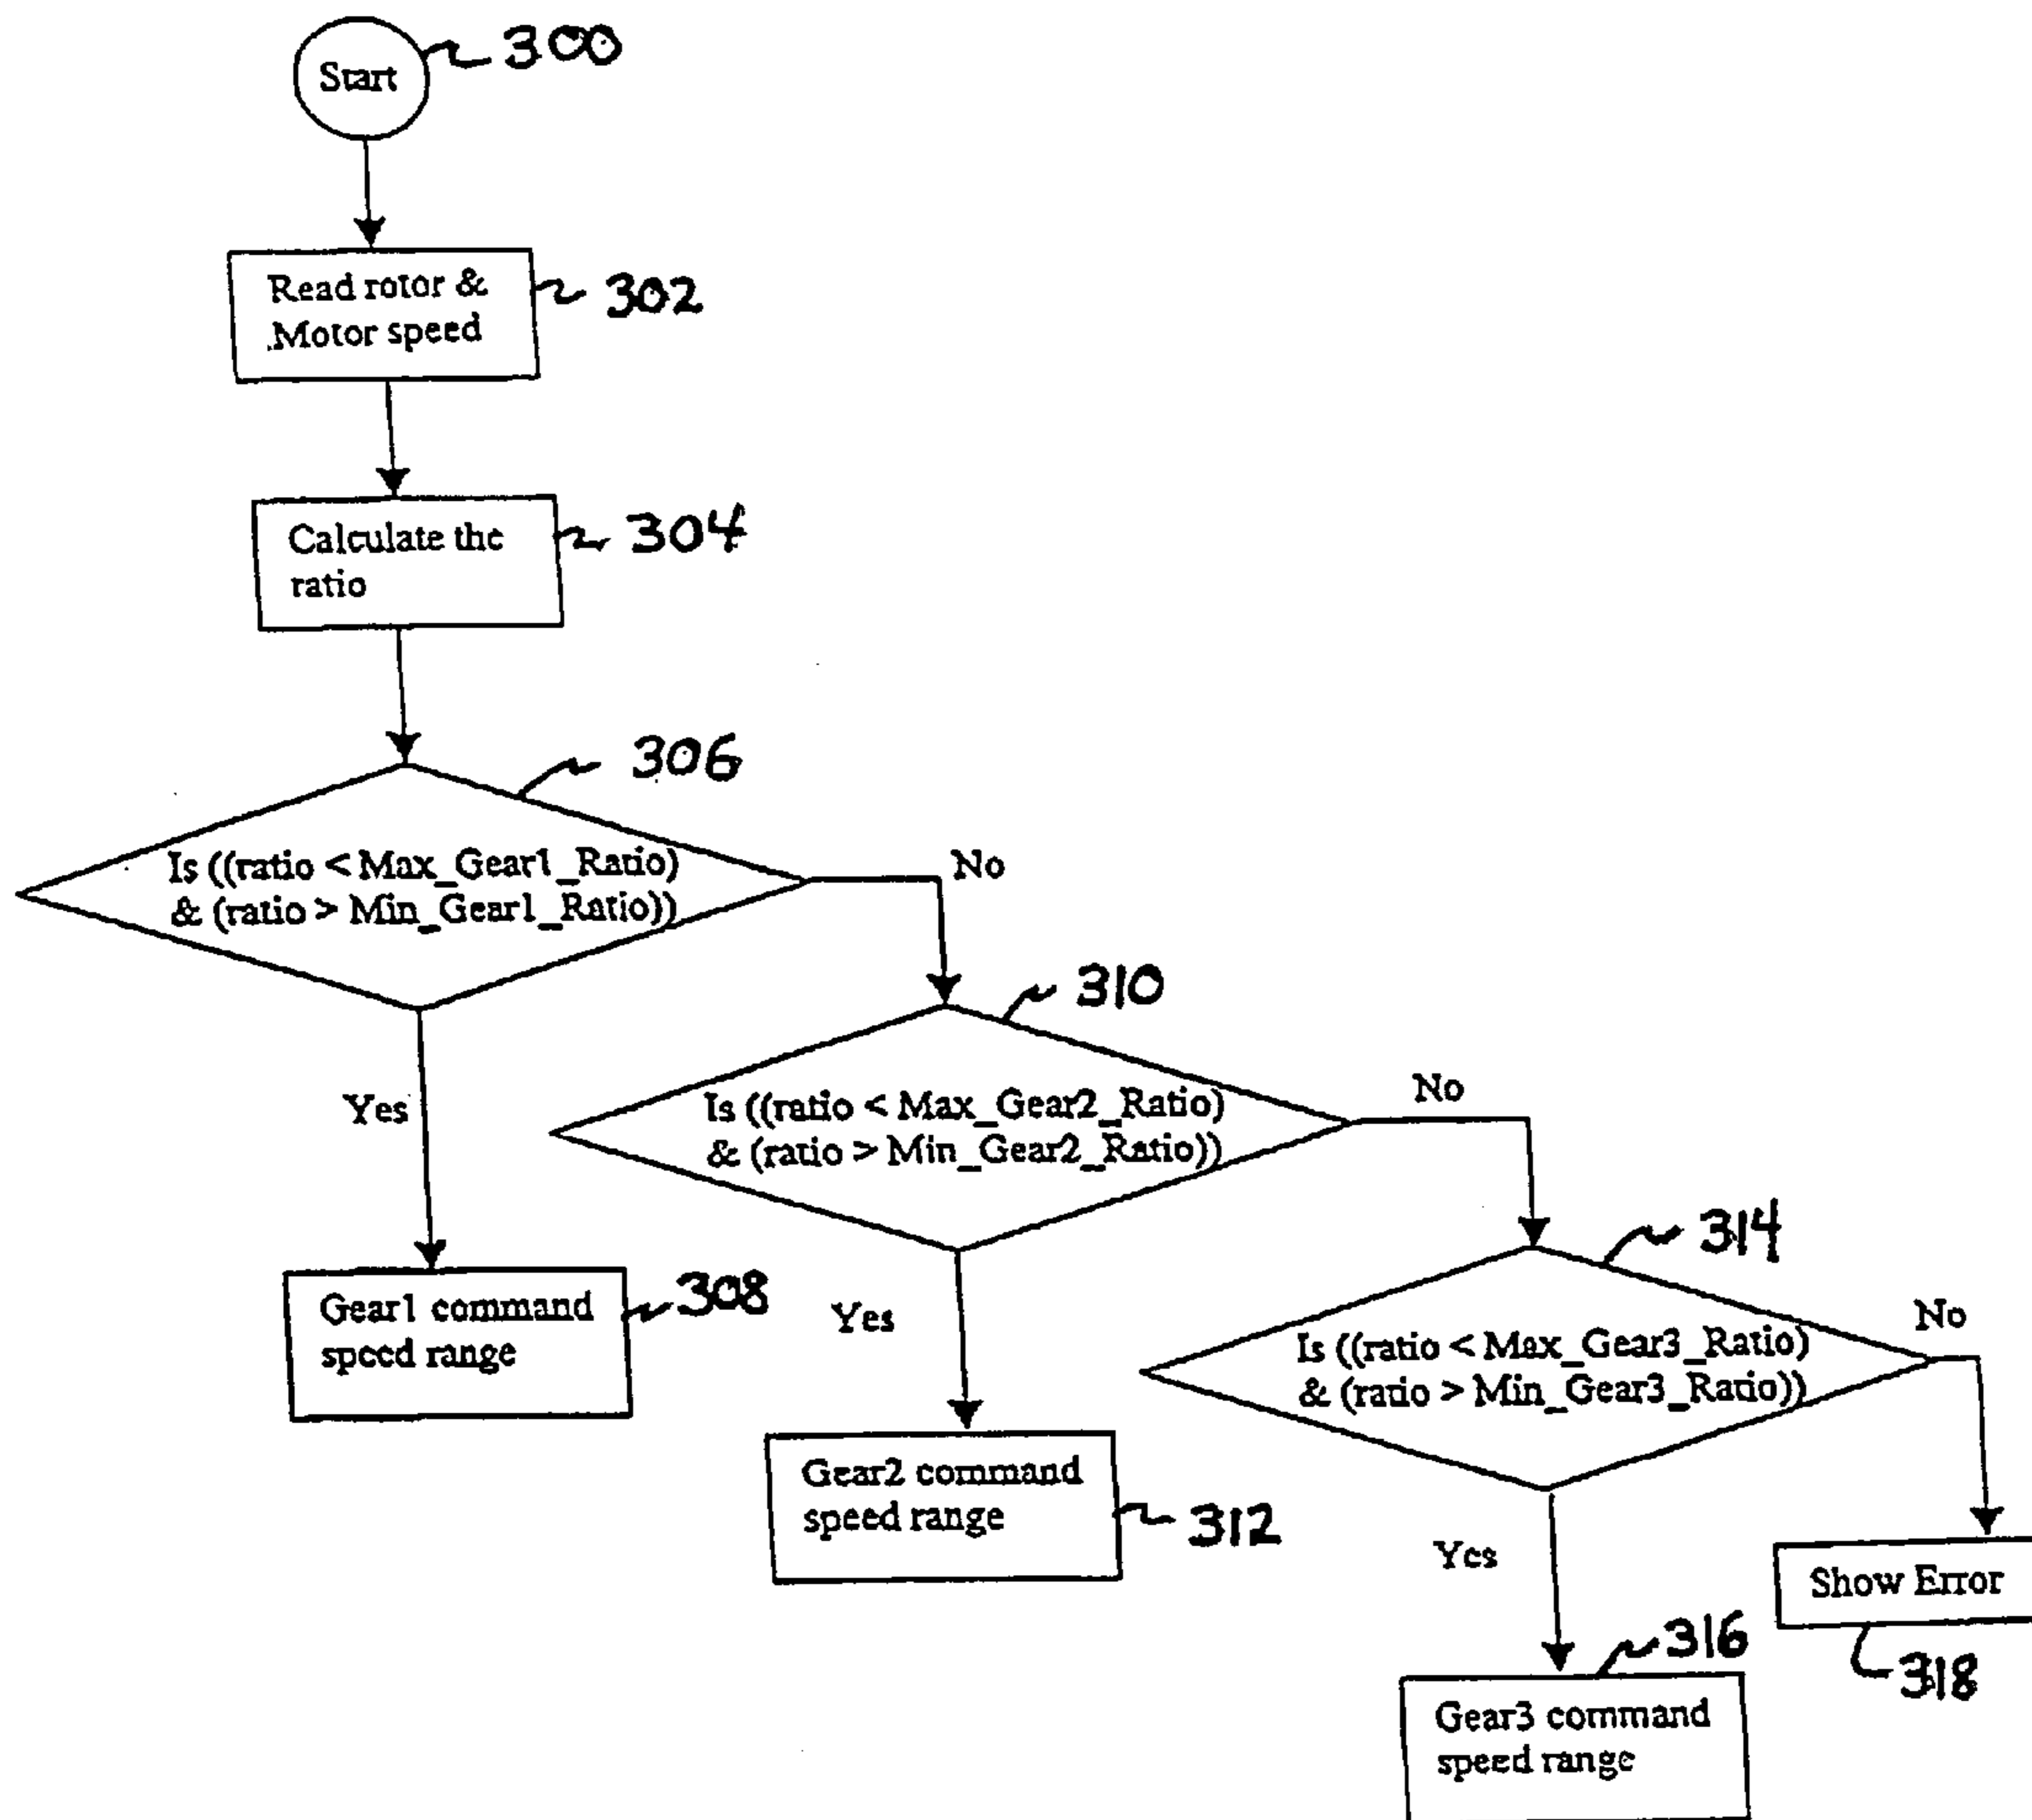 Start
300
Read rotor &
Motor speed
302
Calculate the
ratio
304
306
Is ((ratio < Max_Gear1_Ratio)
& (ratio > Min_Gear1_Ratio))
No
310
Yes
Is ((ratio < Max_Gear2_Ratio)
& (ratio > Min_Gear2_Ratio))
No
314
Gear1 command
speed range
308
Yes
Is ((ratio < Max_Gear3_Ratio)
& (ratio > Min_Gear3_Ratio))
No
Gear2 command
speed range
312
Yes
Show Error
318
316
Gear3 command
speed range